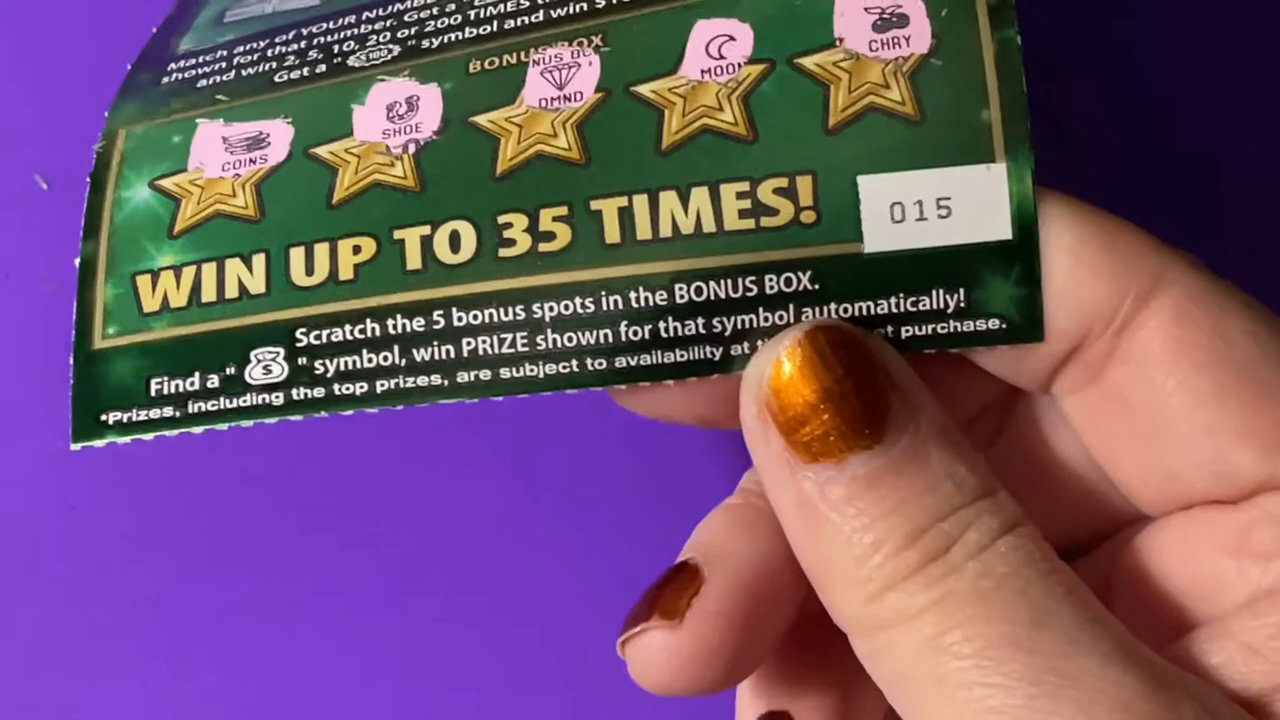 Match any of YOUR NUMBE
shown for that number. Get a "
and win 2, 5, 10, 20 or 200 TIMES
Get a " $100 " symbol and win $1
BONUS BOX
COINS
SHOE
NUS
DMND
MOON
CHRY
WIN UP TO 35 TIMES!
015
Scratch the 5 bonus spots in the BONUS BOX.
Find a " $ " symbol, win PRIZE shown for that symbol automatically!
*Prizes, including the top prizes, are subject to availability at purchase.